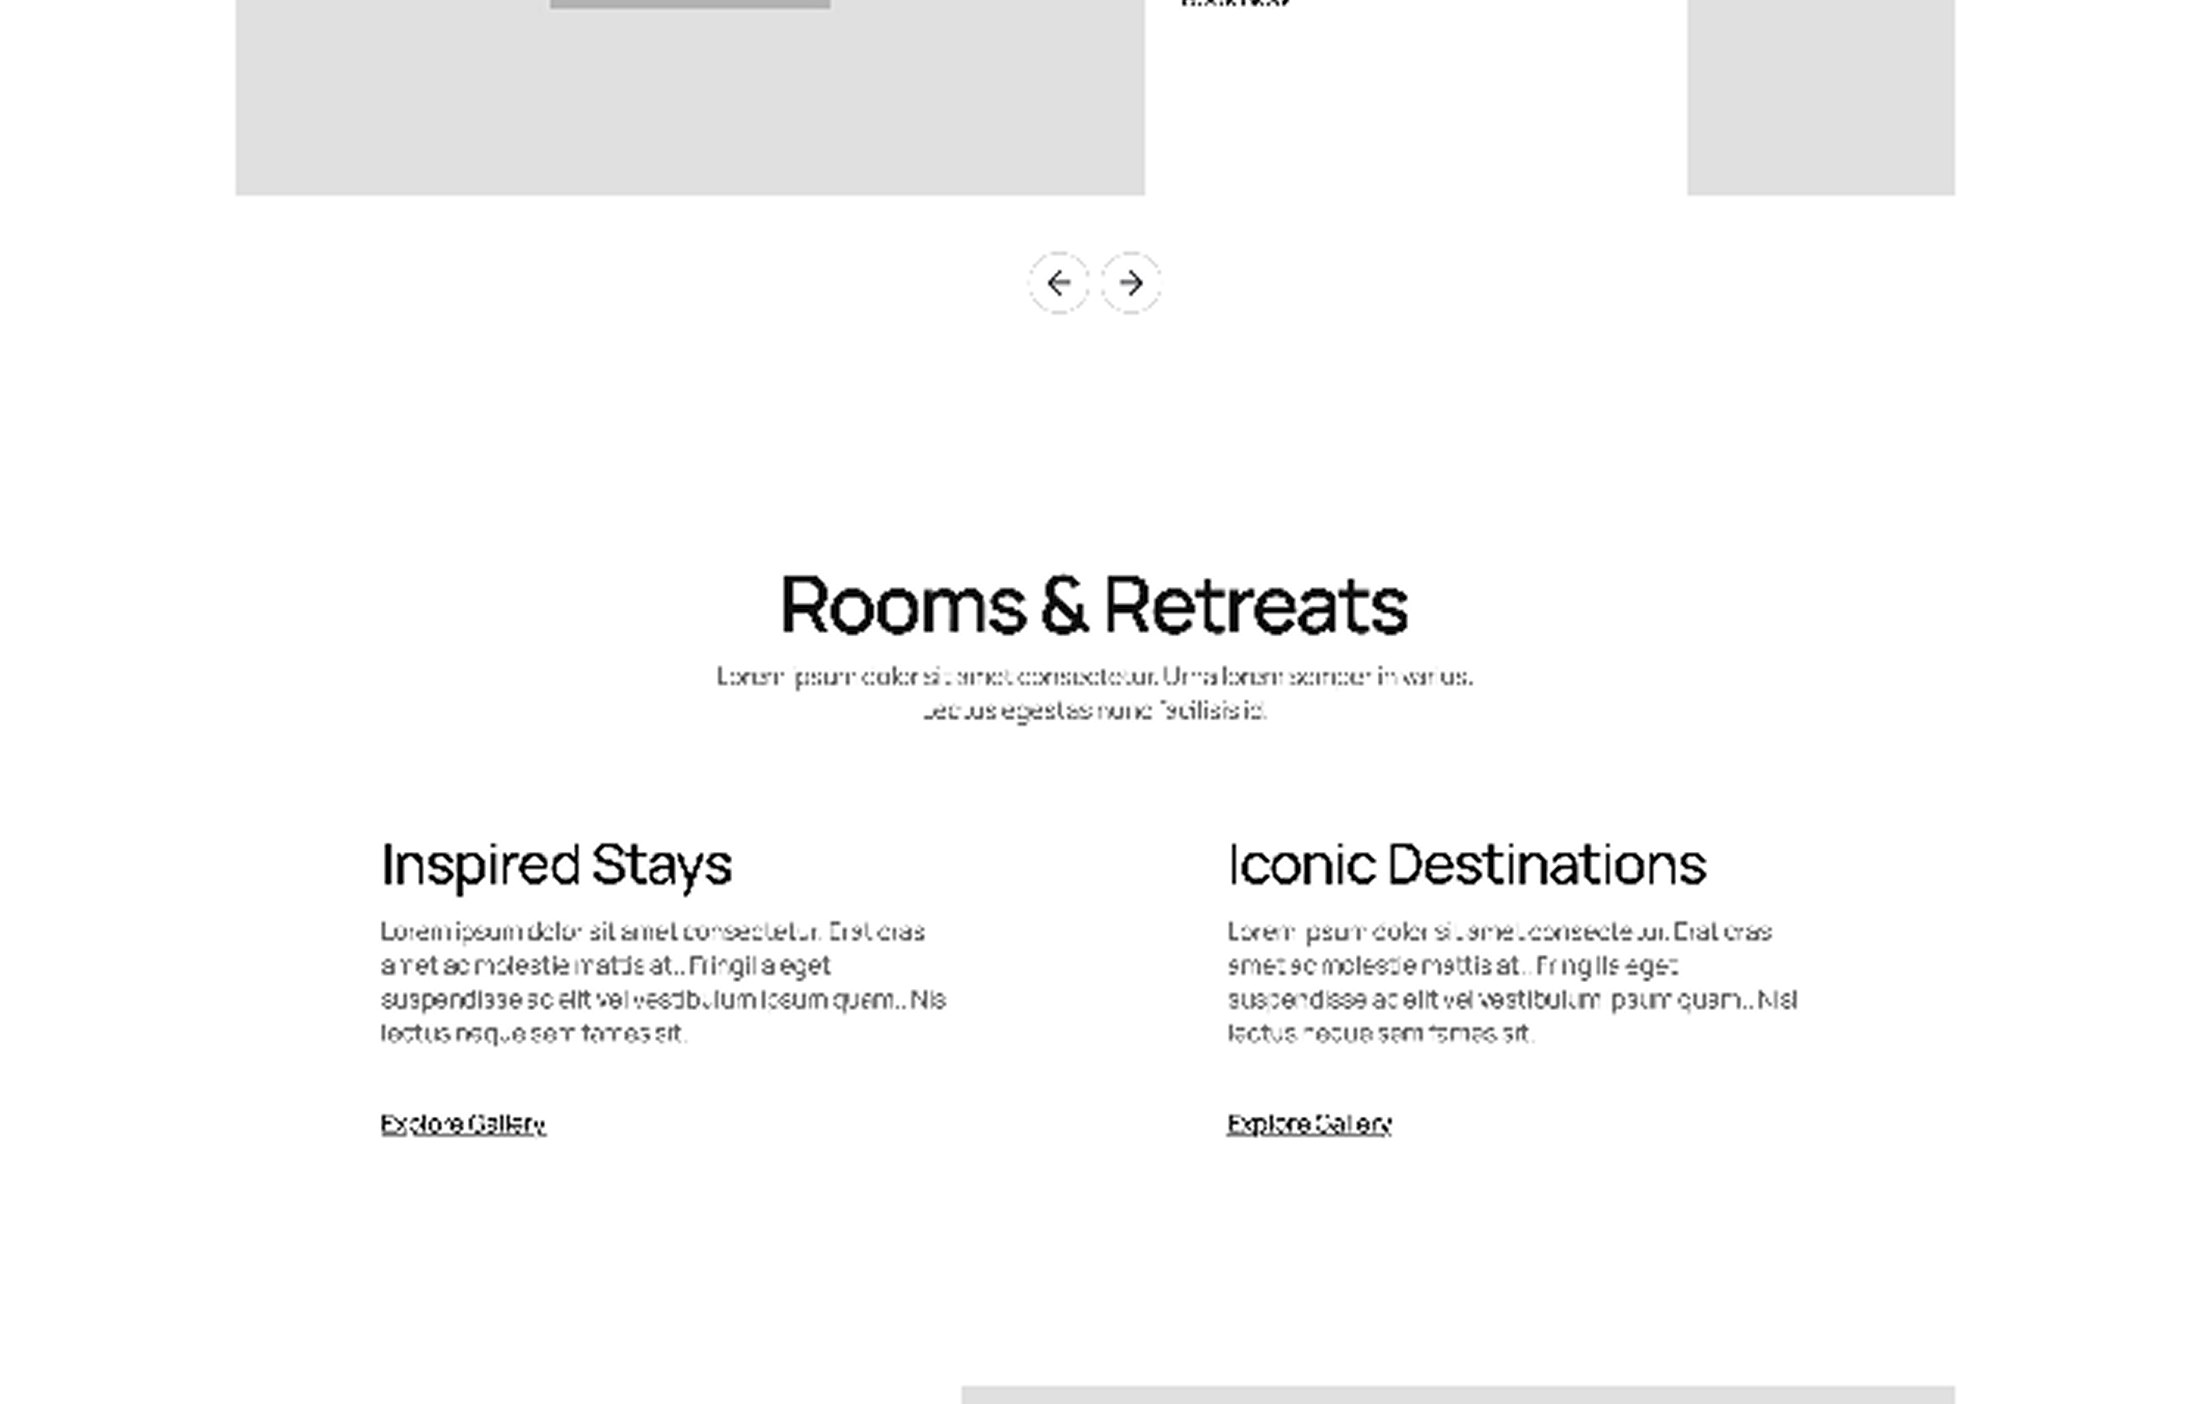 Rooms & Retreats
Lorem ipsum dolor sit amet consectetur. Urna lorem semper in varius.
Lectus egestas nunc facilisis id.
Inspired Stays
Lorem ipsum dolor sit amet consectetur. Erat cras
amet ac molestie mattis at.. Fringilla eget
suspendisse ac elit vel vestibulum ipsum quam.. Nisl
lectus neque sem fames sit.
Iconic Destinations
Lorem ipsum dolor sit amet consectetur. Erat cras
amet ac molestie mattis at.. Fringilla eget
suspendisse ac elit vel vestibulum ipsum quam.. Nisl
lectus neque sem fames sit.
Explore Gallery
Explore Gallery